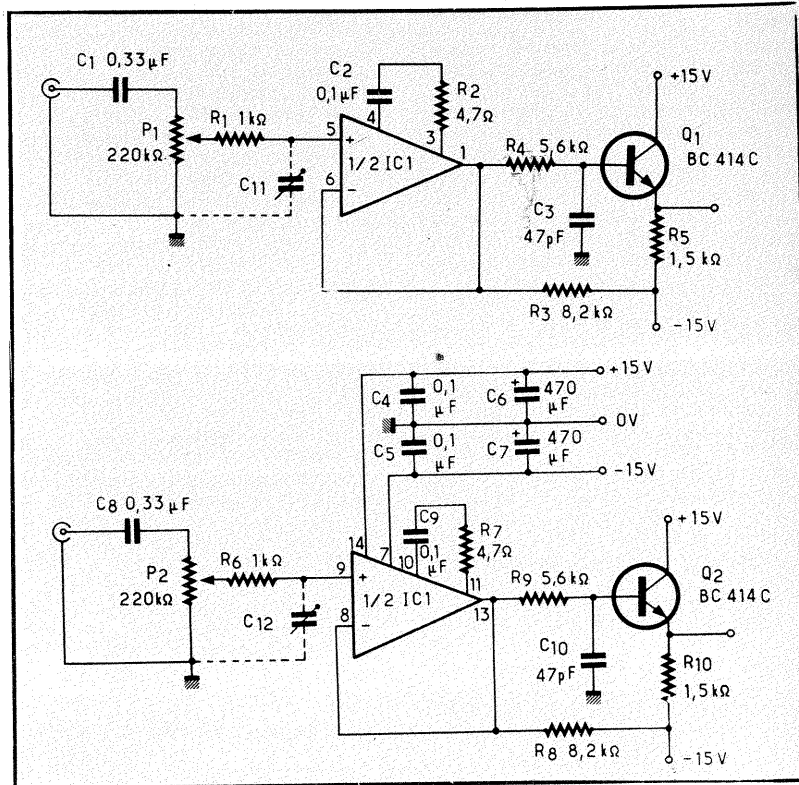 C1 0,33 µF
P1
220kΩ
R1 1kΩ
C11
C2
0,1µF
R2
4,7Ω
5
+
4
3
1/2 IC1
1
6
−
R4 5,6kΩ
C3
47pF
R3 8,2kΩ
+15V
Q1
BC 414C
R5
1,5kΩ
−15V
C4
0,1
µF
C6
+
470
µF
+15V
0V
C5
0,1
µF
C7
+
470
µF
−15V
C8 0,33µF
P2
220kΩ
R6 1kΩ
C12
14
7
10
C9
0,1
µF
R7
4,7Ω
11
9
+
1/2 IC1
13
8
−
R9 5,6kΩ
C10
47pF
R8 8,2kΩ
+15V
Q2
BC 414C
R10
1,5kΩ
−15V